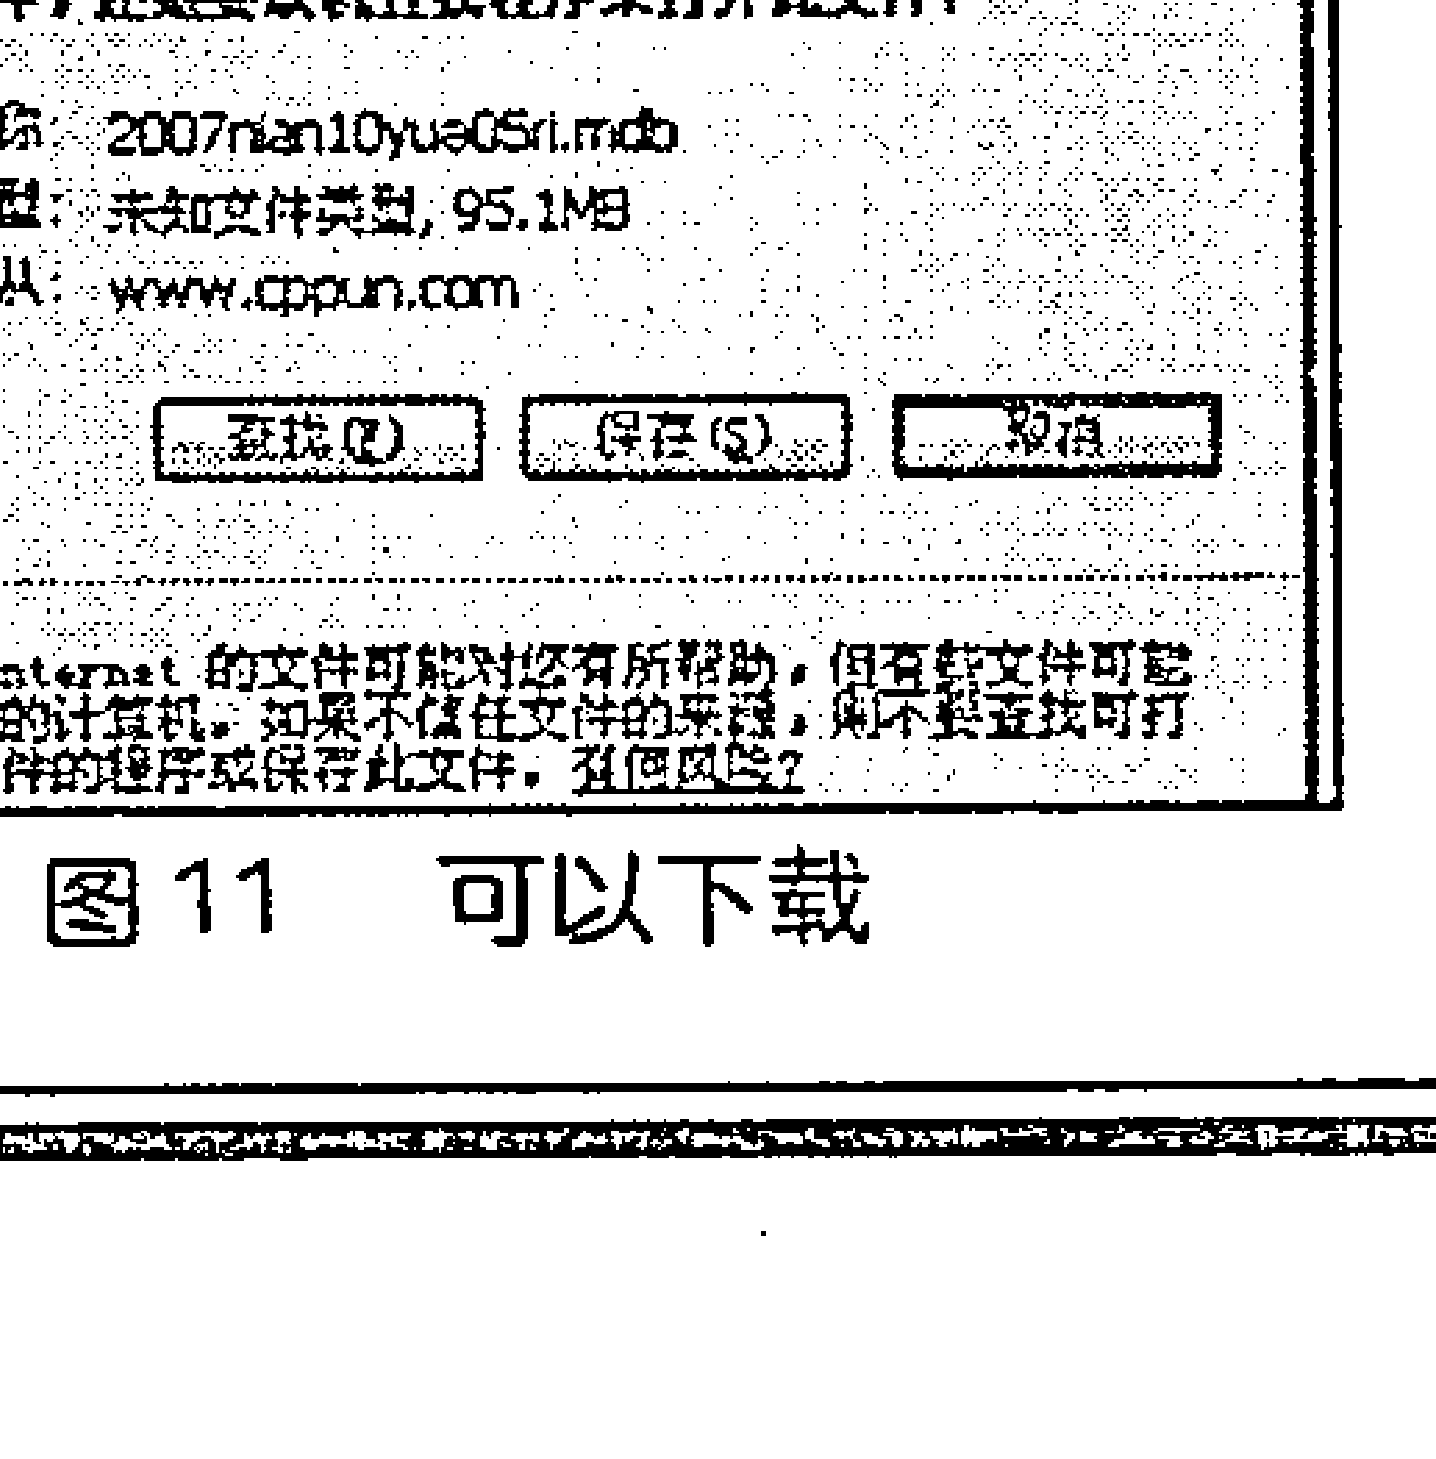 名: 2007nian10yue05ri.mdb
型: 未知文件类型, 95.1MB
从: www.cppun.com
查找(F) 保存(S) 取消
nternet 的文件可能对您有所帮助,但有些文件可能
的计算机。如果不信任文件的来源,则不要查找可打
件的程序或保存此文件。有何风险?
图 11 可以下载